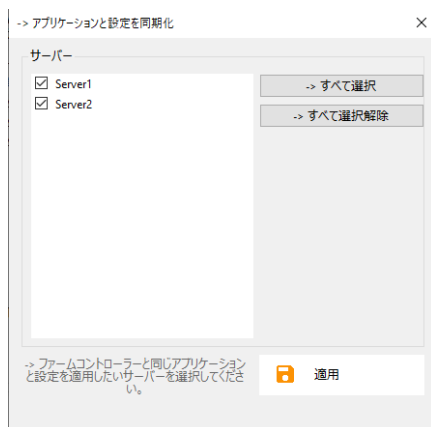 -> アプリケーションと設定を同期化
サーバー
Server1
Server2
-> すべて選択
-> すべて選択解除
-> ファームコントローラーと同じアプリケーション
と設定を適用したいサーバーを選択してくださ
い。
適用